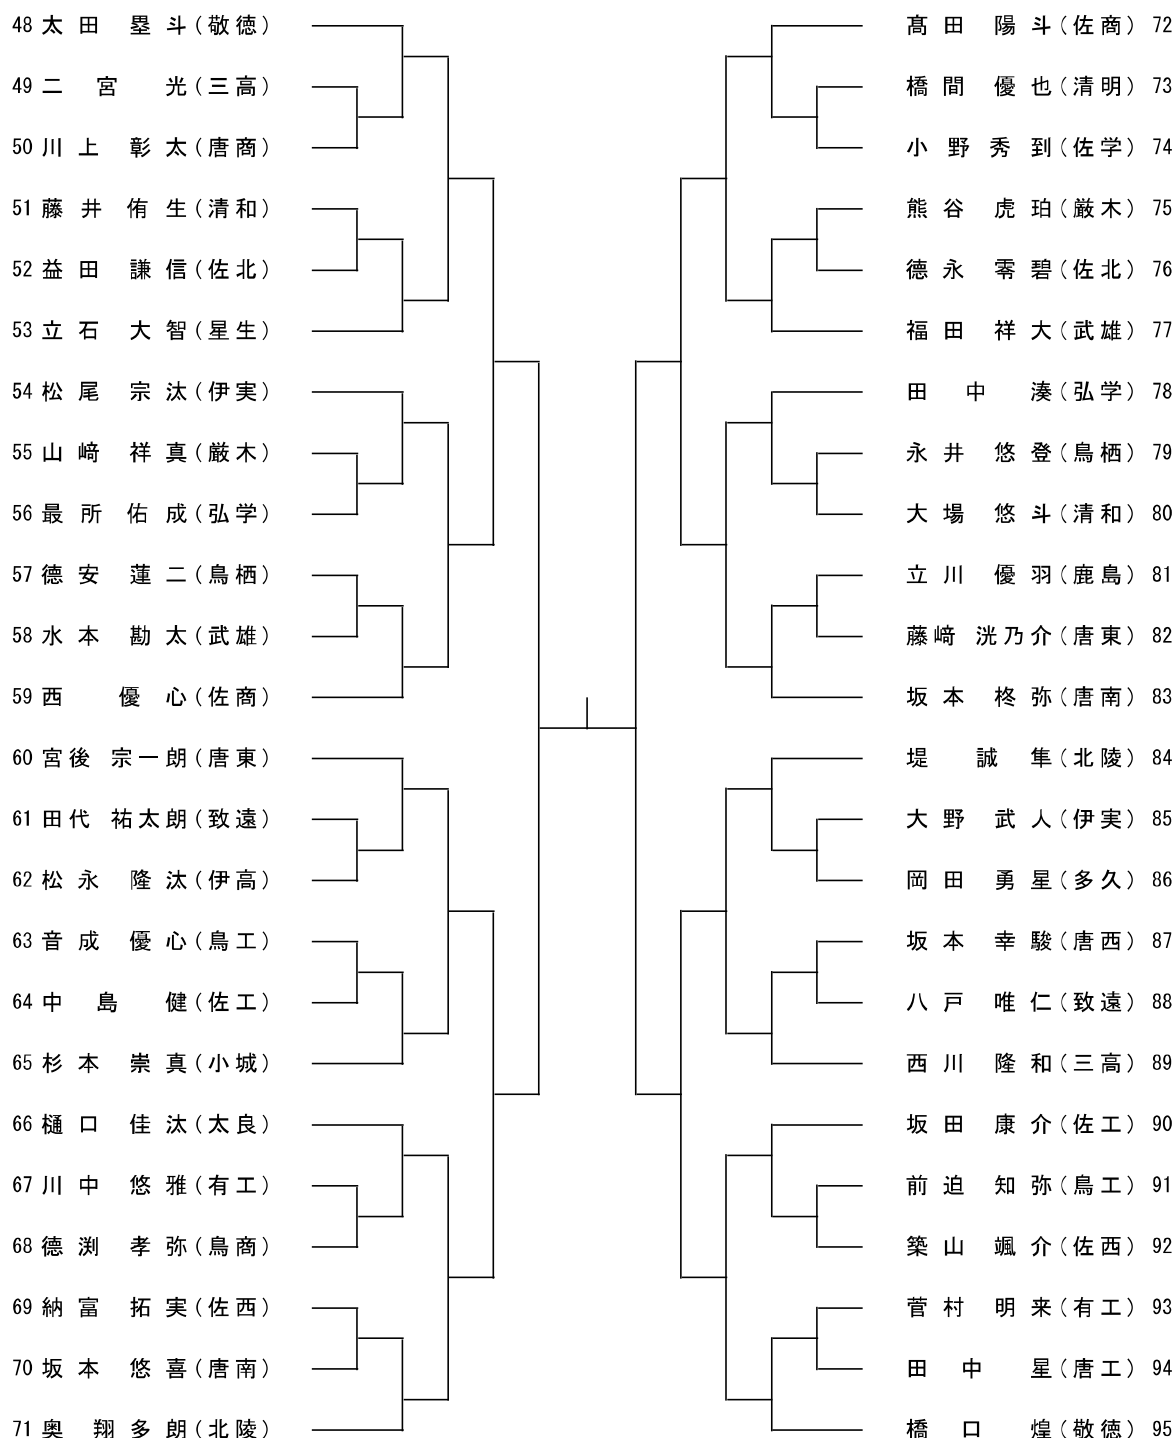 48 太田 塁斗(敬徳)
49 二宮 光(三高)
50 川上 彰太(唐商)
51 藤井 侑生(清和)
52 益田 謙信(佐北)
53 立石 大智(星生)
54 松尾 宗汰(伊実)
55 山﨑 祥真(厳木)
56 最所 佑成(弘学)
57 德安 蓮二(鳥栖)
58 水本 勘太(武雄)
59 西 優心(佐商)
60 宮後 宗一朗(唐東)
61 田代 祐太朗(致遠)
62 松永 隆汰(伊高)
63 音成 優心(鳥工)
64 中島 健(佐工)
65 杉本 崇真(小城)
66 樋口 佳汰(太良)
67 川中 悠雅(有工)
68 德渕 孝弥(鳥商)
69 納富 拓実(佐西)
70 坂本 悠喜(唐南)
71 奥 翔多朗(北陵)
髙田 陽斗(佐商) 72
橋間 優也(清明) 73
小野 秀到(佐学) 74
熊谷 虎珀(厳木) 75
德永 零碧(佐北) 76
福田 祥大(武雄) 77
田中 湊(弘学) 78
永井 悠登(鳥栖) 79
大場 悠斗(清和) 80
立川 優羽(鹿島) 81
藤﨑 洸乃介(唐東) 82
坂本 柊弥(唐南) 83
堤 誠隼(北陵) 84
大野 武人(伊実) 85
岡田 勇星(多久) 86
坂本 幸駿(唐西) 87
八戸 唯仁(致遠) 88
西川 隆和(三高) 89
坂田 康介(佐工) 90
前迫 知弥(鳥工) 91
築山 颯介(佐西) 92
菅村 明来(有工) 93
田中 星(唐工) 94
橋口 煌(敬徳) 95